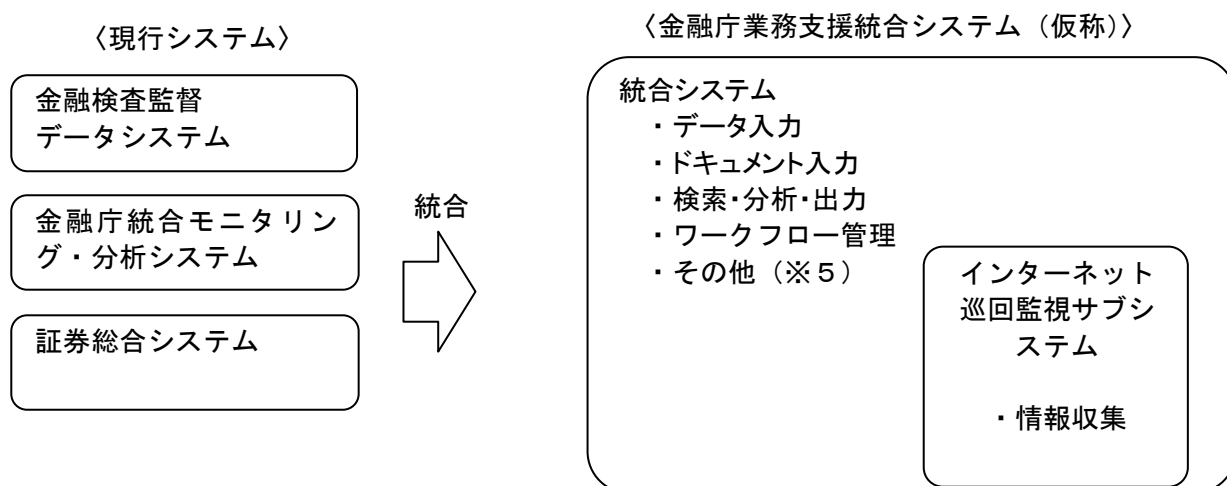 〈現行システム〉
金融検査監督
データシステム
金融庁統合モニタリン
グ・分析システム
証券総合システム
統合
〈金融庁業務支援統合システム（仮称）〉
統合システム
・データ入力
・ドキュメント入力
・検索・分析・出力
・ワークフロー管理
・その他（※５）
インターネット
巡回監視サブシ
ステム
・情報収集